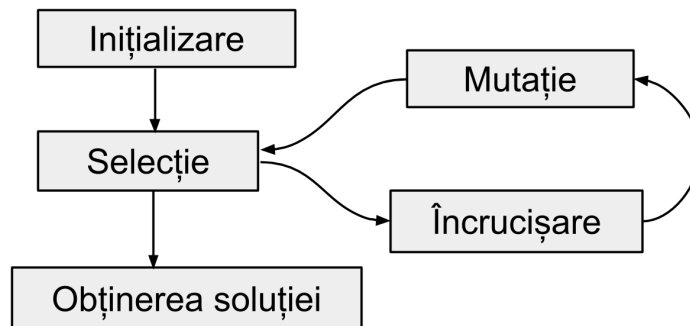 Inițializare
Mutație
Selecție
Încrucișare
Obținerea soluției